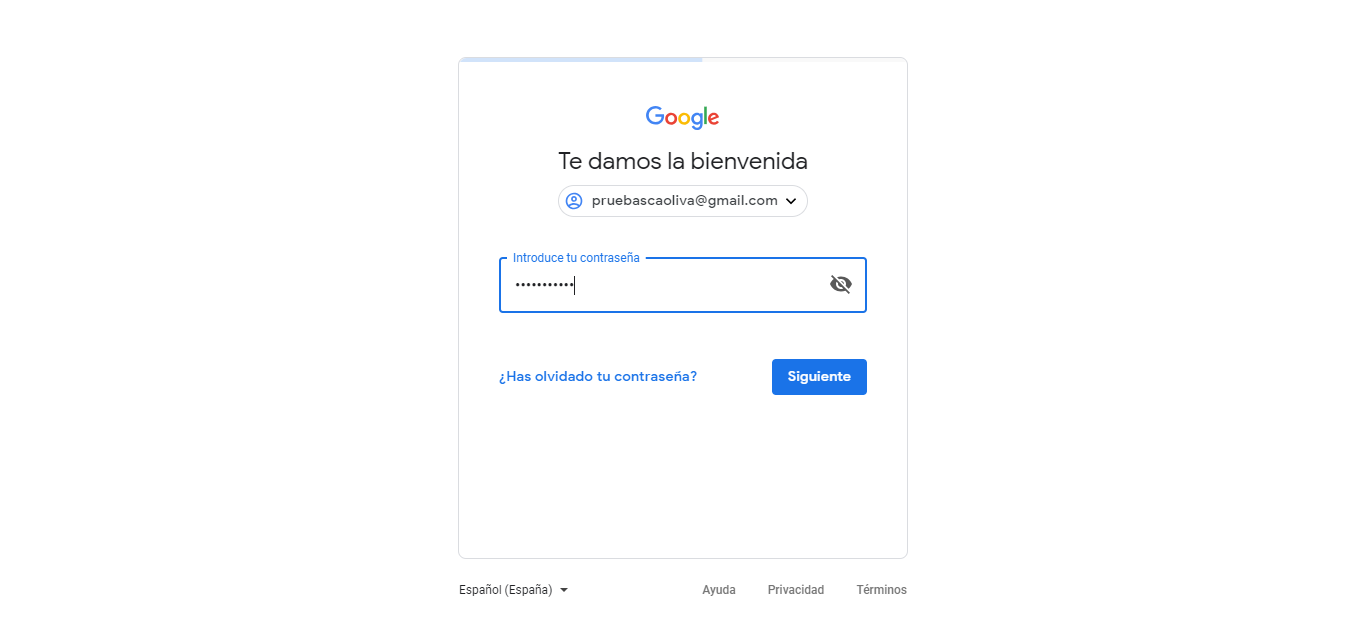 Google
Te damos la bienvenida
pruebascaoliva@gmail.com
Introduce tu contraseña
•••••••••••
¿Has olvidado tu contraseña?
Siguiente
Español (España)
Ayuda
Privacidad
Términos